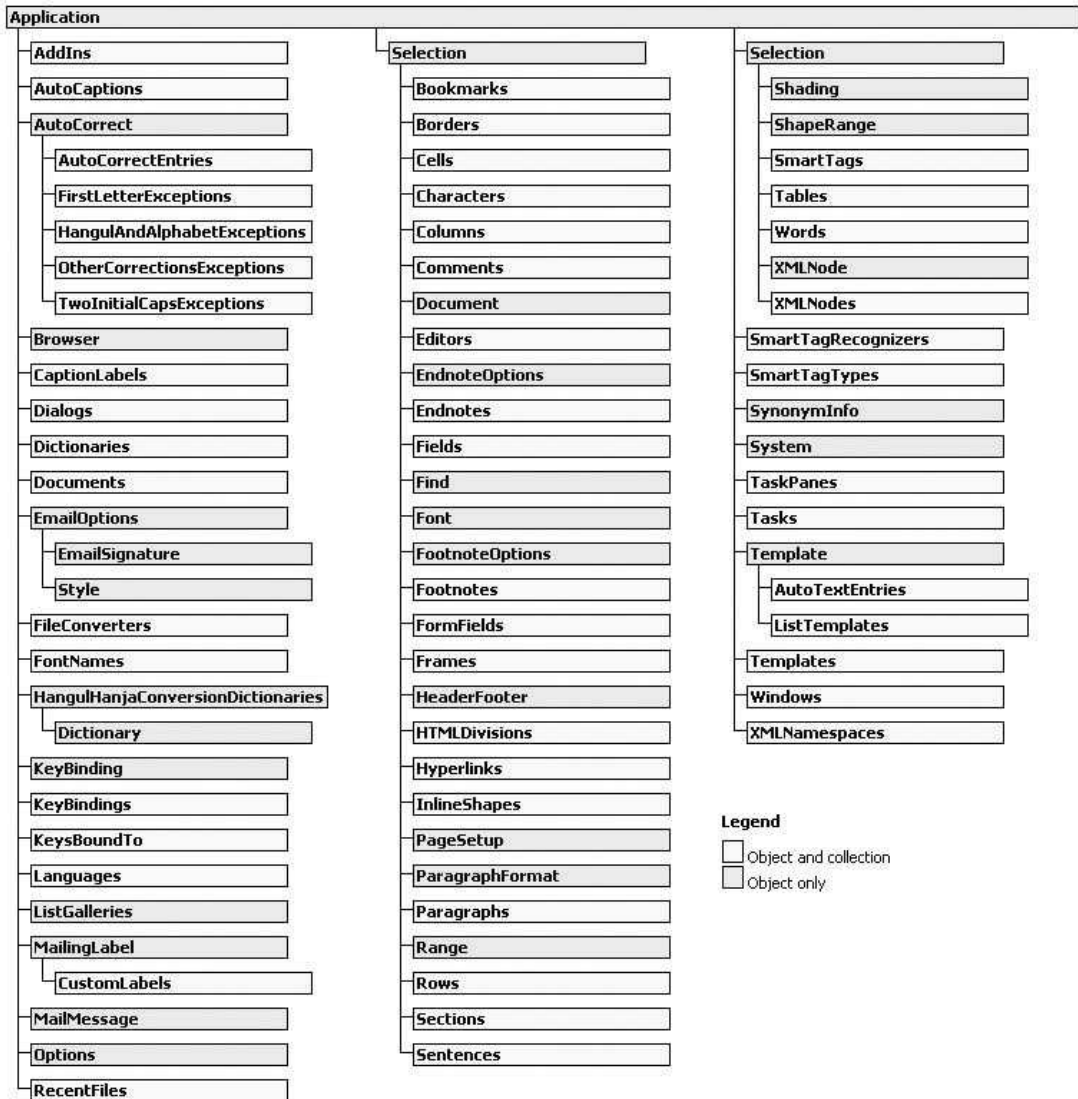 Application
AddIns
AutoCaptions
AutoCorrect
AutoCorrectEntries
FirstLetterExceptions
HangulAndAlphabetExceptions
OtherCorrectionsExceptions
TwoInitialCapsExceptions
Browser
CaptionLabels
Dialogs
Dictionaries
Documents
EmailOptions
EmailSignature
Style
FileConverters
FontNames
HangulHanjaConversionDictionaries
Dictionary
KeyBinding
KeyBindings
KeysBoundTo
Languages
ListGalleries
MailingLabel
CustomLabels
MailMessage
Options
RecentFiles
Selection
Bookmarks
Borders
Cells
Characters
Columns
Comments
Document
Editors
EndnoteOptions
Endnotes
Fields
Find
Font
FootnoteOptions
Footnotes
FormFields
Frames
HeaderFooter
HTMLDivisions
Hyperlinks
InlineShapes
PageSetup
ParagraphFormat
Paragraphs
Range
Rows
Sections
Sentences
Selection
Shading
ShapeRange
SmartTags
Tables
Words
XMLNode
XMLNodes
SmartTagRecognizers
SmartTagTypes
SynonymInfo
System
TaskPanes
Tasks
Template
AutoTextEntries
ListTemplates
Templates
Windows
XMLNamespaces
Legend
Object and collection
Object only